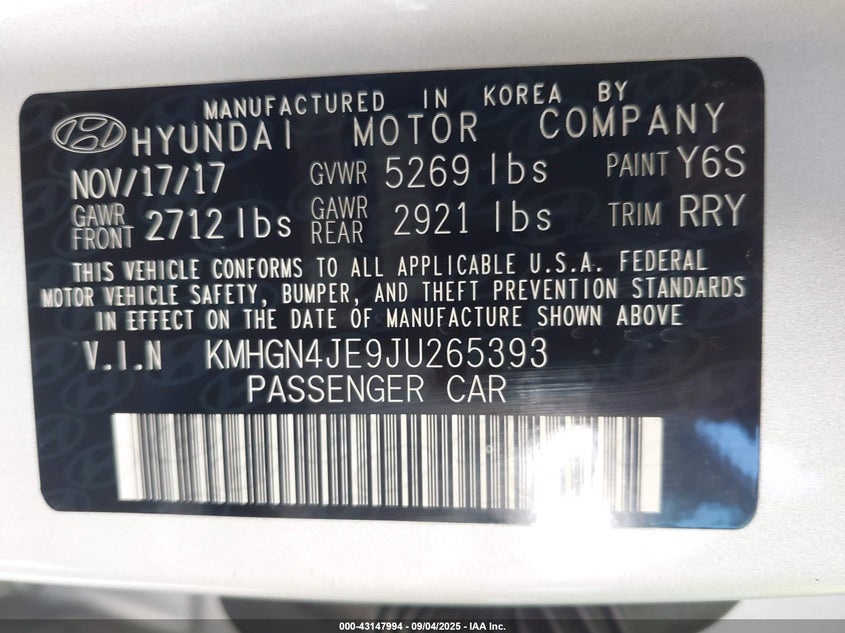 MANUFACTURED IN KOREA BY
HYUNDAI MOTOR COMPANY
NOV/17/17 GVWR 5269 lbs PAINT Y6S
GAWR FRONT 2712 lbs GAWR REAR 2921 lbs TRIM RRY
THIS VEHICLE CONFORMS TO ALL APPLICABLE U.S.A. FEDERAL
MOTOR VEHICLE SAFETY, BUMPER, AND THEFT PREVENTION STANDARDS
IN EFFECT ON THE DATE OF MANUFACTURE SHOWN ABOVE
V.I.N KMHGN4JE9JU265393
PASSENGER CAR
000-43147994 - 09/04/2025 - IAA Inc.